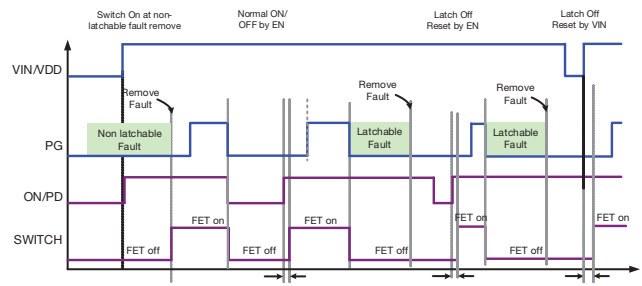 Switch On at non-
latchable fault remove
Normal ON/
OFF by EN
Latch Off
Reset by EN
Latch Off
Reset by VIN
VIN/VDD
Remove
Fault
Remove
Fault
Remove
Fault
Non latchable
Fault
Latchable
Fault
Latchable
Fault
PG
ON/PD
FET on
FET on
FET on
FET on
SWITCH
FET off
FET off
FET off
FET off